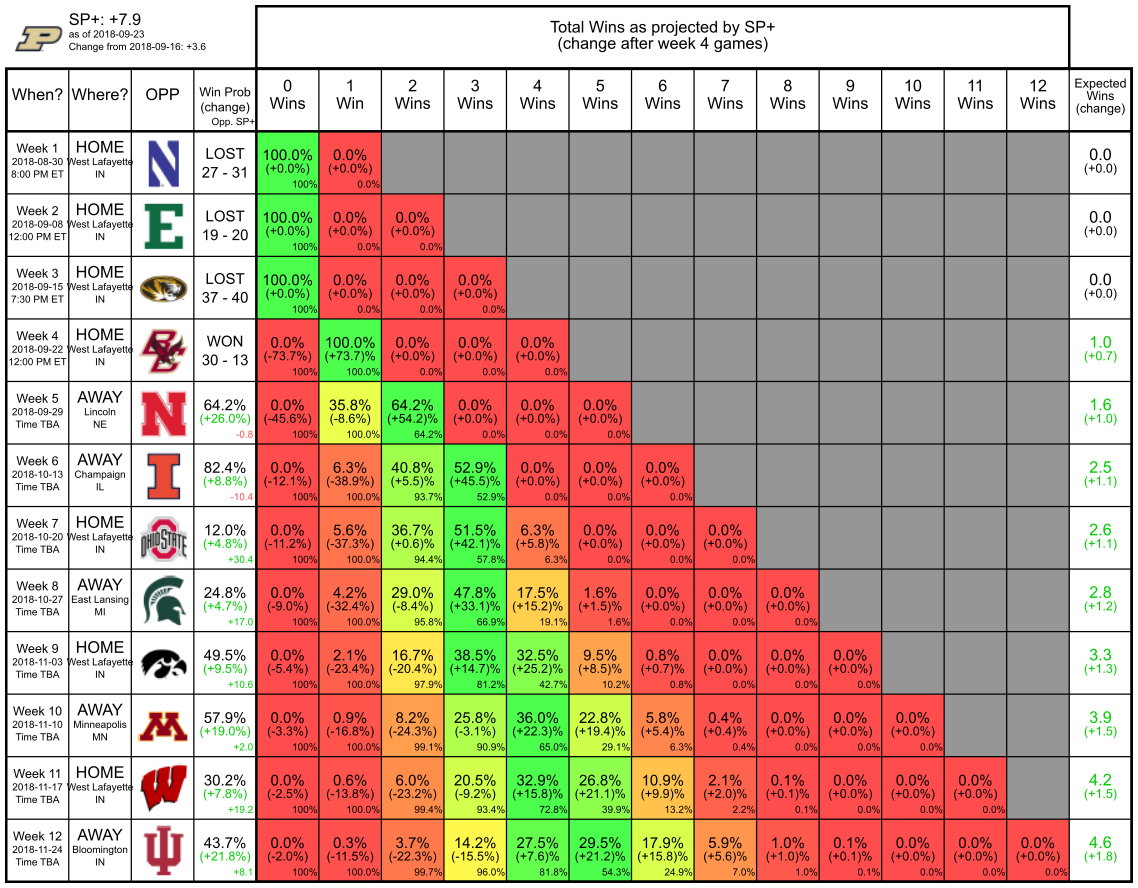 SP+: +7.9
as of 2018-09-23
Change from 2018-09-16: +3.6
Total Wins as projected by SP+
(change after week 4 games)
When? Where? OPP Win Prob (change) Opp. SP+ 0 Wins 1 Win 2 Wins 3 Wins 4 Wins 5 Wins 6 Wins 7 Wins 8 Wins 9 Wins 10 Wins 11 Wins 12 Wins Expected Wins (change)
Week 1 HOME N LOST 100.0% 0.0% 0.0
2018-08-30 West Lafayette 27 - 31 (+0.0%) (+0.0%) (+0.0)
8:00 PM ET IN 100% 0.0%
Week 2 HOME E LOST 100.0% 0.0% 0.0% 0.0
2018-09-08 West Lafayette 19 - 20 (+0.0%) (+0.0%) (+0.0%) (+0.0)
12:00 PM ET IN 100% 0.0% 0.0%
Week 3 HOME LOST 100.0% 0.0% 0.0% 0.0% 0.0
2018-09-15 West Lafayette 37 - 40 (+0.0%) (+0.0%) (+0.0%) (+0.0%) (+0.0)
7:30 PM ET IN 100% 0.0% 0.0% 0.0%
Week 4 HOME BC WON 0.0% 100.0% 0.0% 0.0% 0.0% 1.0
2018-09-22 West Lafayette 30 - 13 (-73.7%) (+73.7)% (+0.0%) (+0.0%) (+0.0%) (+0.7)
12:00 PM ET IN 100% 100.0% 0.0% 0.0% 0.0%
Week 5 AWAY N 64.2% 0.0% 35.8% 64.2% 0.0% 0.0% 0.0% 1.6
2018-09-29 Lincoln (+26.0%) (-45.6%) (-8.6%) (+54.2)% (+0.0%) (+0.0%) (+0.0%) (+1.0)
Time TBA NE -0.8 100% 100.0% 64.2% 0.0% 0.0% 0.0%
Week 6 AWAY I 82.4% 0.0% 6.3% 40.8% 52.9% 0.0% 0.0% 0.0% 2.5
2018-10-13 Champaign (+8.8%) (-12.1%) (-38.9%) (+5.5)% (+45.5)% (+0.0%) (+0.0%) (+0.0%) (+1.1)
Time TBA IL -10.4 100% 100.0% 93.7% 52.9% 0.0% 0.0% 0.0%
Week 7 HOME OHIO STATE 12.0% 0.0% 5.6% 36.7% 51.5% 6.3% 0.0% 0.0% 0.0% 2.6
2018-10-20 West Lafayette (+4.8%) (-11.2%) (-37.3%) (+0.6)% (+42.1)% (+5.8)% (+0.0%) (+0.0%) (+0.0%) (+1.1)
Time TBA IN +30.4 100% 100.0% 94.4% 57.8% 6.3% 0.0% 0.0% 0.0%
Week 8 AWAY 24.8% 0.0% 4.2% 29.0% 47.8% 17.5% 1.6% 0.0% 0.0% 0.0% 2.8
2018-10-27 East Lansing (+4.7%) (-9.0%) (-32.4%) (-8.4%) (+33.1)% (+15.2)% (+1.5)% (+0.0%) (+0.0%) (+0.0%) (+1.2)
Time TBA MI +17.0 100% 100.0% 95.8% 66.9% 19.1% 1.6% 0.0% 0.0% 0.0%
Week 9 HOME 49.5% 0.0% 2.1% 16.7% 38.5% 32.5% 9.5% 0.8% 0.0% 0.0% 0.0% 3.3
2018-11-03 West Lafayette (+9.5%) (-5.4%) (-23.4%) (-20.4%) (+14.7)% (+25.2)% (+8.5)% (+0.7)% (+0.0%) (+0.0%) (+0.0%) (+1.3)
Time TBA IN +10.6 100% 100.0% 97.9% 81.2% 42.7% 10.2% 0.8% 0.0% 0.0% 0.0%
Week 10 AWAY M 57.9% 0.0% 0.9% 8.2% 25.8% 36.0% 22.8% 5.8% 0.4% 0.0% 0.0% 0.0% 3.9
2018-11-10 Minneapolis (+19.0%) (-3.3%) (-16.8%) (-24.3%) (-3.1%) (+22.3)% (+19.4)% (+5.4)% (+0.4)% (+0.0%) (+0.0%) (+0.0%) (+1.5)
Time TBA MN +2.0 100% 100.0% 99.1% 90.9% 65.0% 29.1% 6.3% 0.4% 0.0% 0.0% 0.0%
Week 11 HOME W 30.2% 0.0% 0.6% 6.0% 20.5% 32.9% 26.8% 10.9% 2.1% 0.1% 0.0% 0.0% 0.0% 4.2
2018-11-17 West Lafayette (+7.8%) (-2.5%) (-13.8%) (-23.2%) (-9.2%) (+15.8)% (+21.1)% (+9.9)% (+2.0)% (+0.1)% (+0.0%) (+0.0%) (+0.0%) (+1.5)
Time TBA IN +19.2 100% 100.0% 99.4% 93.4% 72.8% 39.9% 13.2% 2.2% 0.1% 0.0% 0.0% 0.0%
Week 12 AWAY 43.7% 0.0% 0.3% 3.7% 14.2% 27.5% 29.5% 17.9% 5.9% 1.0% 0.1% 0.0% 0.0% 0.0% 4.6
2018-11-24 Bloomington (+21.8%) (-2.0%) (-11.5%) (-22.3%) (-15.5%) (+7.6)% (+21.2)% (+15.8)% (+5.6)% (+1.0)% (+0.1)% (+0.0%) (+0.0%) (+0.0%) (+1.8)
Time TBA IN +8.1 100% 100.0% 99.7% 96.0% 81.8% 54.3% 24.9% 7.0% 1.0% 0.1% 0.0% 0.0% 0.0%